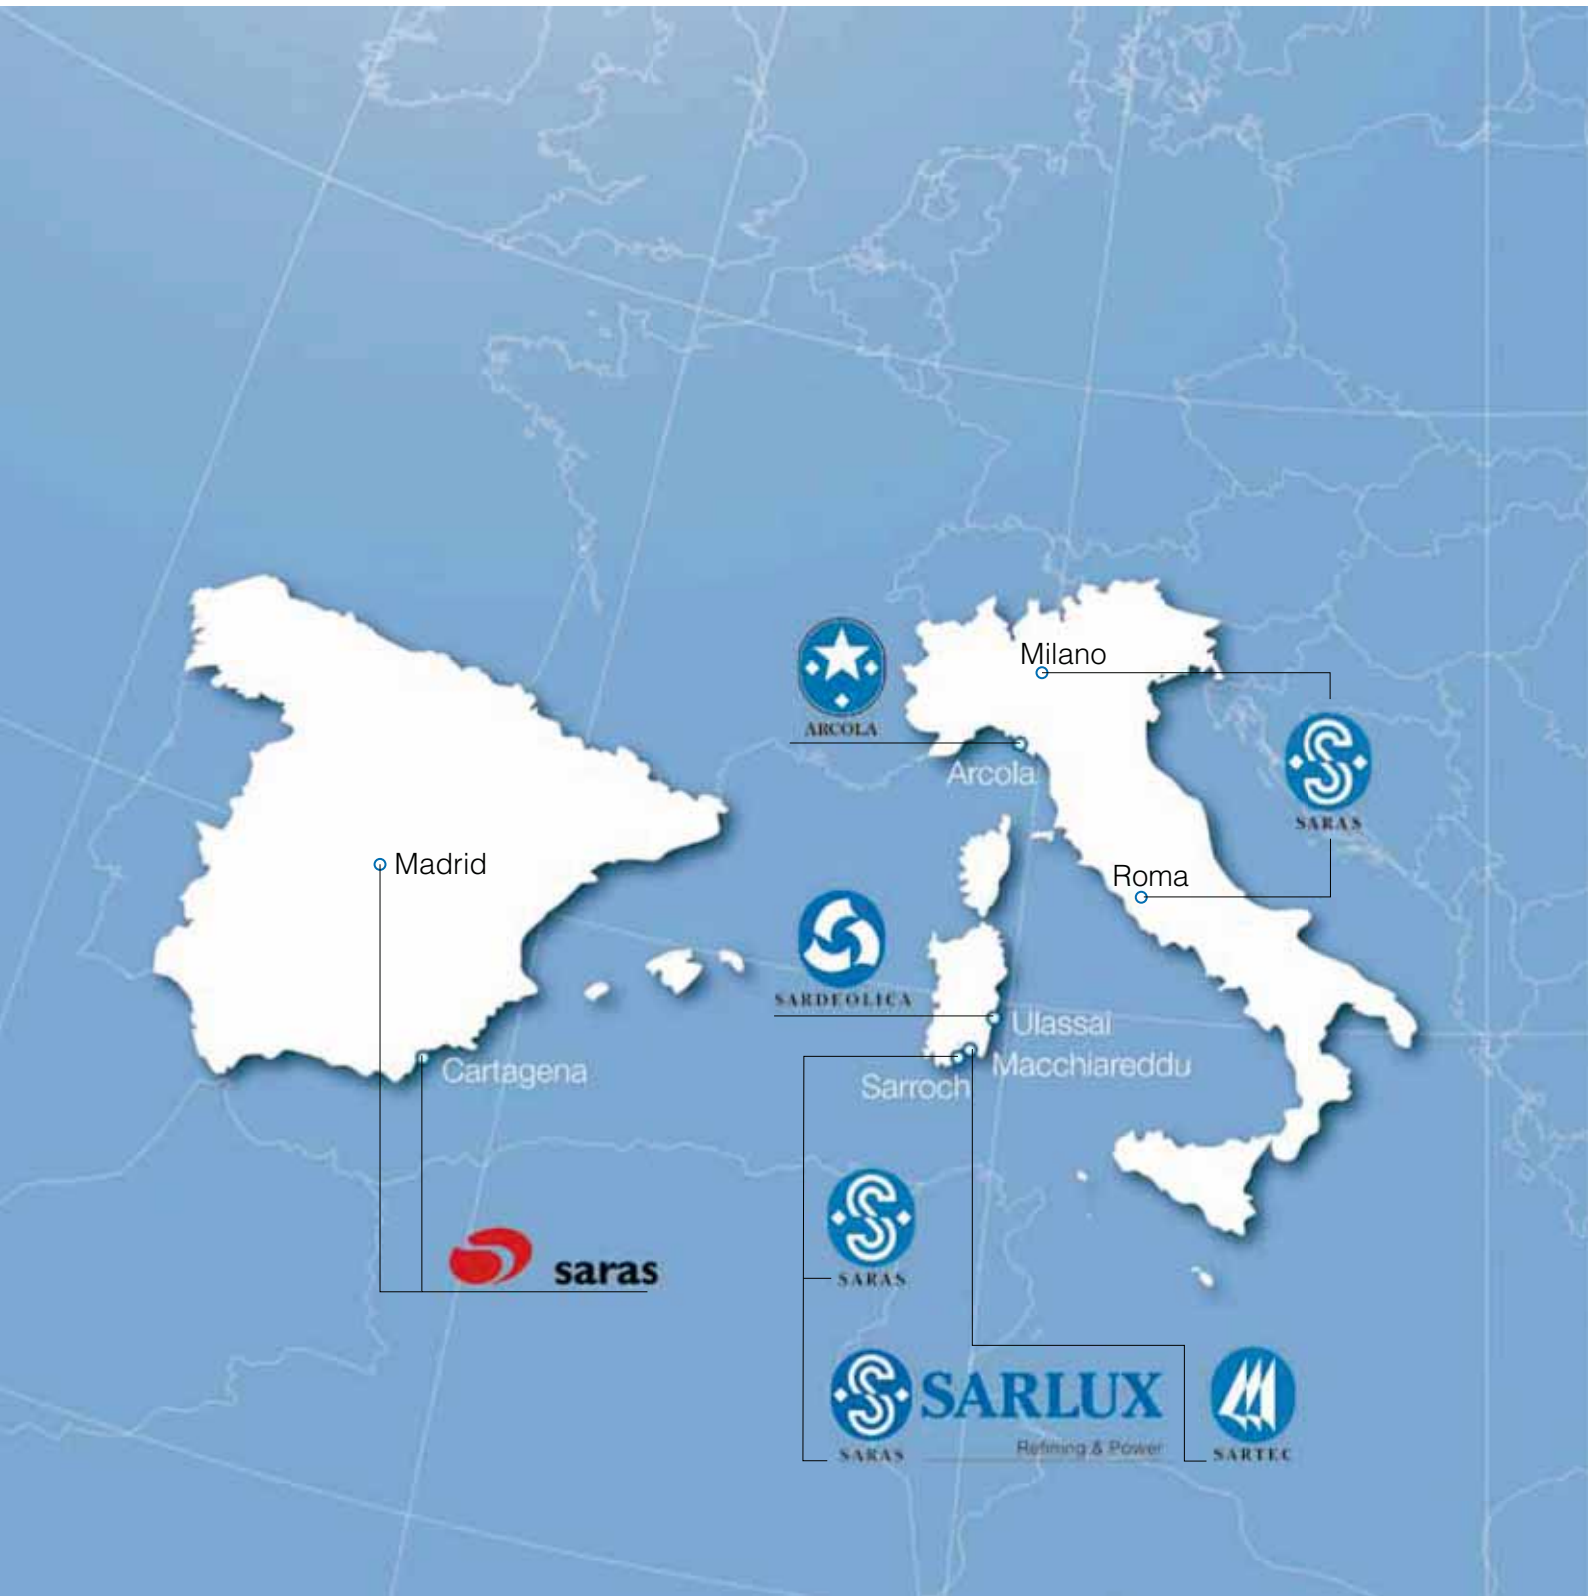 Milano
ARCOLA
Arcola
SARAS
Madrid
Roma
SARDEOLICA
Ulassai
Cartagena
Macchiareddu
Sarroch
saras
SARAS
SARLUX
Refining & Power
SARAS
SARTEC